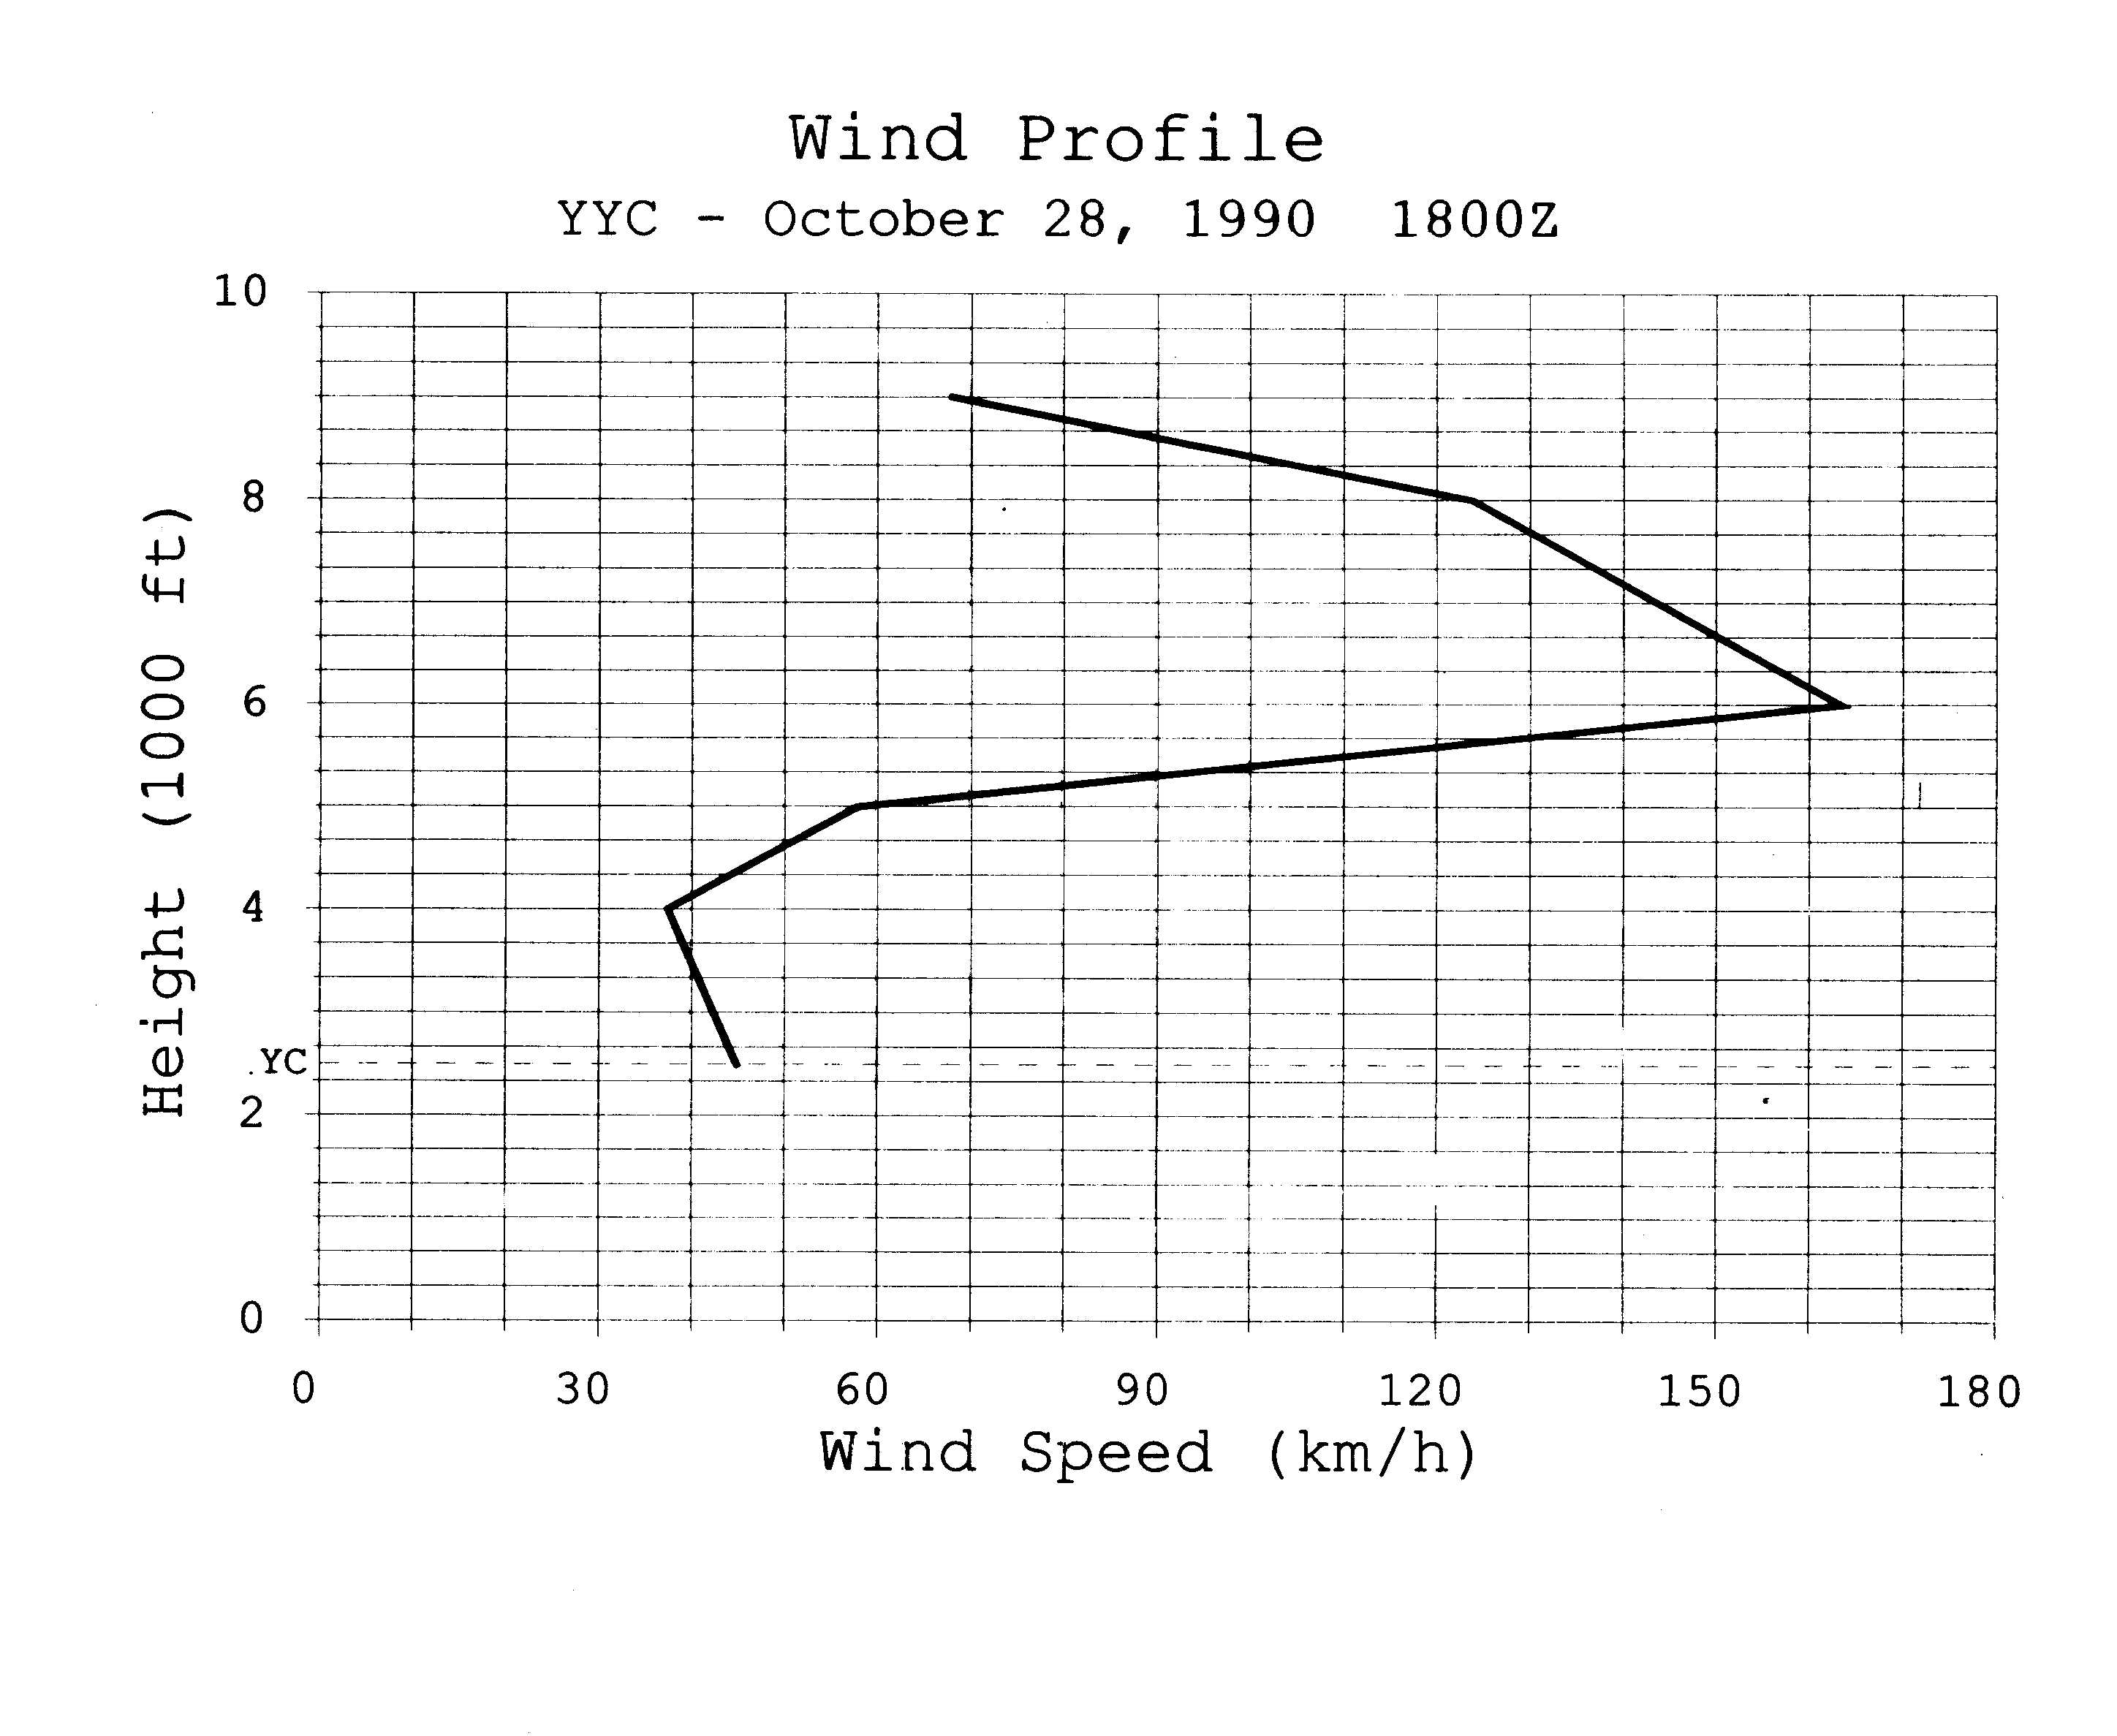 Wind Profile
YYC - October 28, 1990 1800Z
10
8
6
4
.YC
2
0
Height (1000 ft)
0 30 60 90 120 150 180
Wind Speed (km/h)